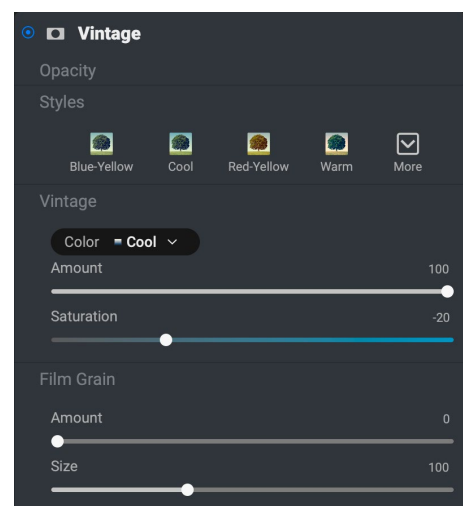 Vintage
Opacity
Styles
Blue-Yellow Cool Red-Yellow Warm More
Vintage
Color Cool
Amount 100
Saturation -20
Film Grain
Amount 0
Size 100